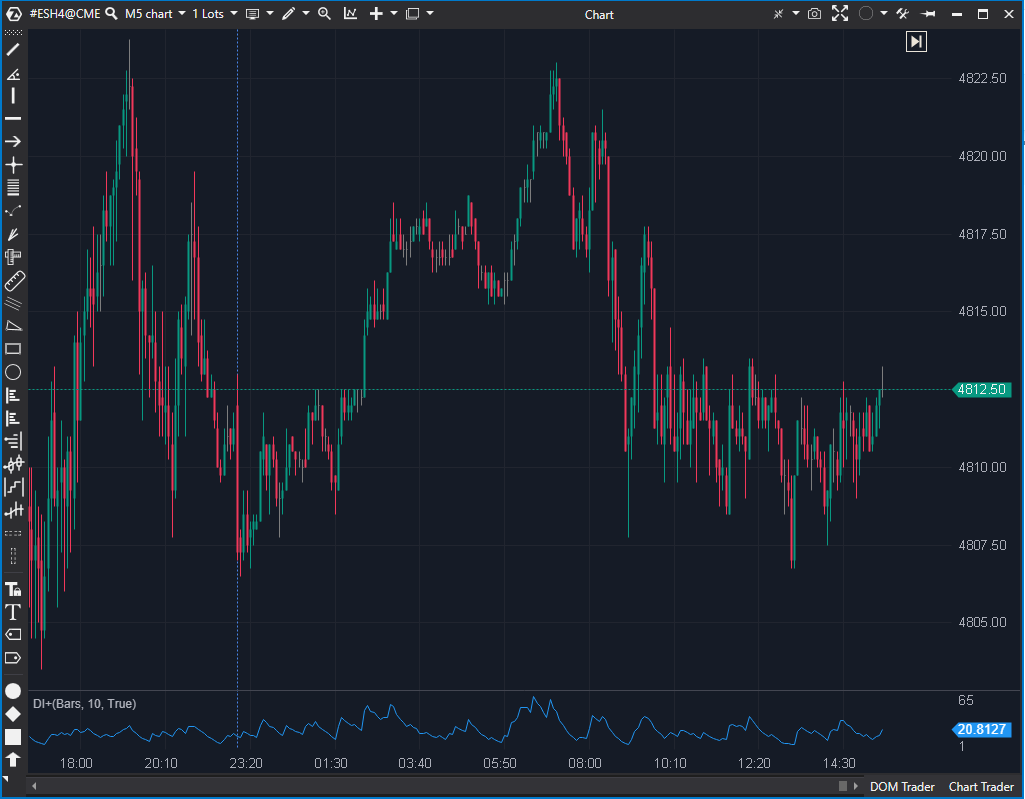 #ESH4@CME M5 chart 1 Lots Chart
4822.50
4820.00
4817.50
4815.00
4812.50
4810.00
4807.50
4805.00
T
T
DI+(Bars, 10, True) 65
20.8127
1
18:00 20:10 23:20 01:30 03:40 05:50 08:00 10:10 12:20 14:30
DOM Trader Chart Trader